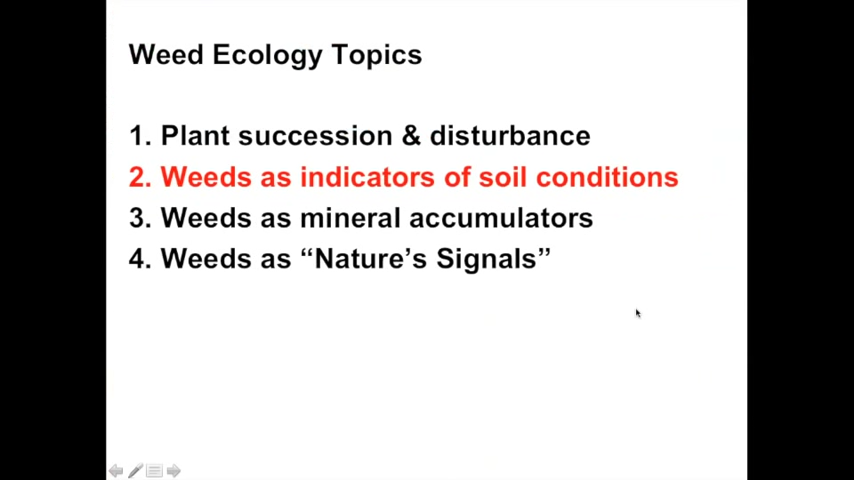 Weed Ecology Topics
1. Plant succession & disturbance
2. Weeds as indicators of soil conditions
3. Weeds as mineral accumulators
4. Weeds as “Nature’s Signals”